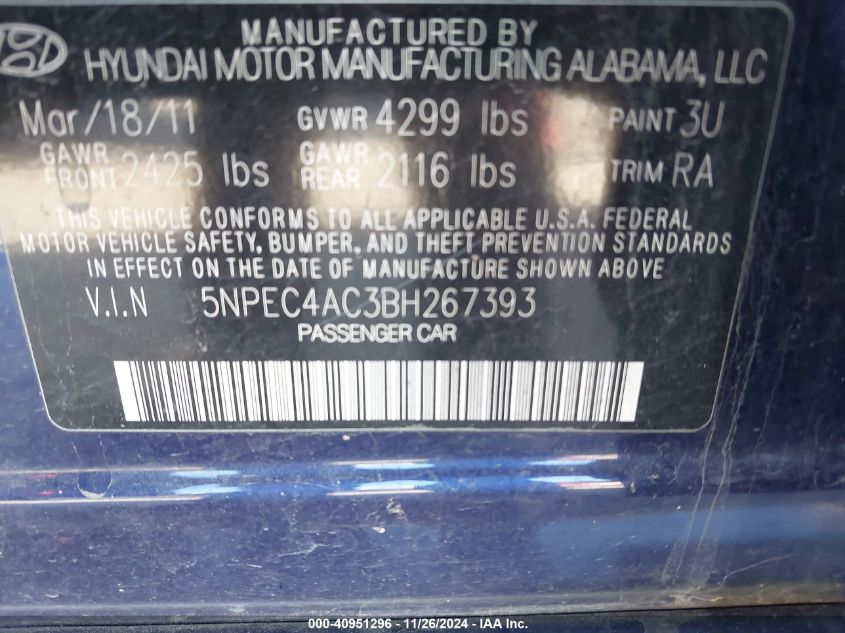 MANUFACTURED BY
HYUNDAI MOTOR MANUFACTURING ALABAMA, LLC
Mar/18/11 GVWR 4299 lbs PAINT 3U
GAWR FRONT 2425 lbs GAWR REAR 2116 lbs TRIM RA
THIS VEHICLE CONFORMS TO ALL APPLICABLE U.S.A. FEDERAL
MOTOR VEHICLE SAFETY, BUMPER, AND THEFT PREVENTION STANDARDS
IN EFFECT ON THE DATE OF MANUFACTURE SHOWN ABOVE
V.I.N 5NPEC4AC3BH267393
PASSENGER CAR
000-40951296 - 11/26/2024 - IAA Inc.